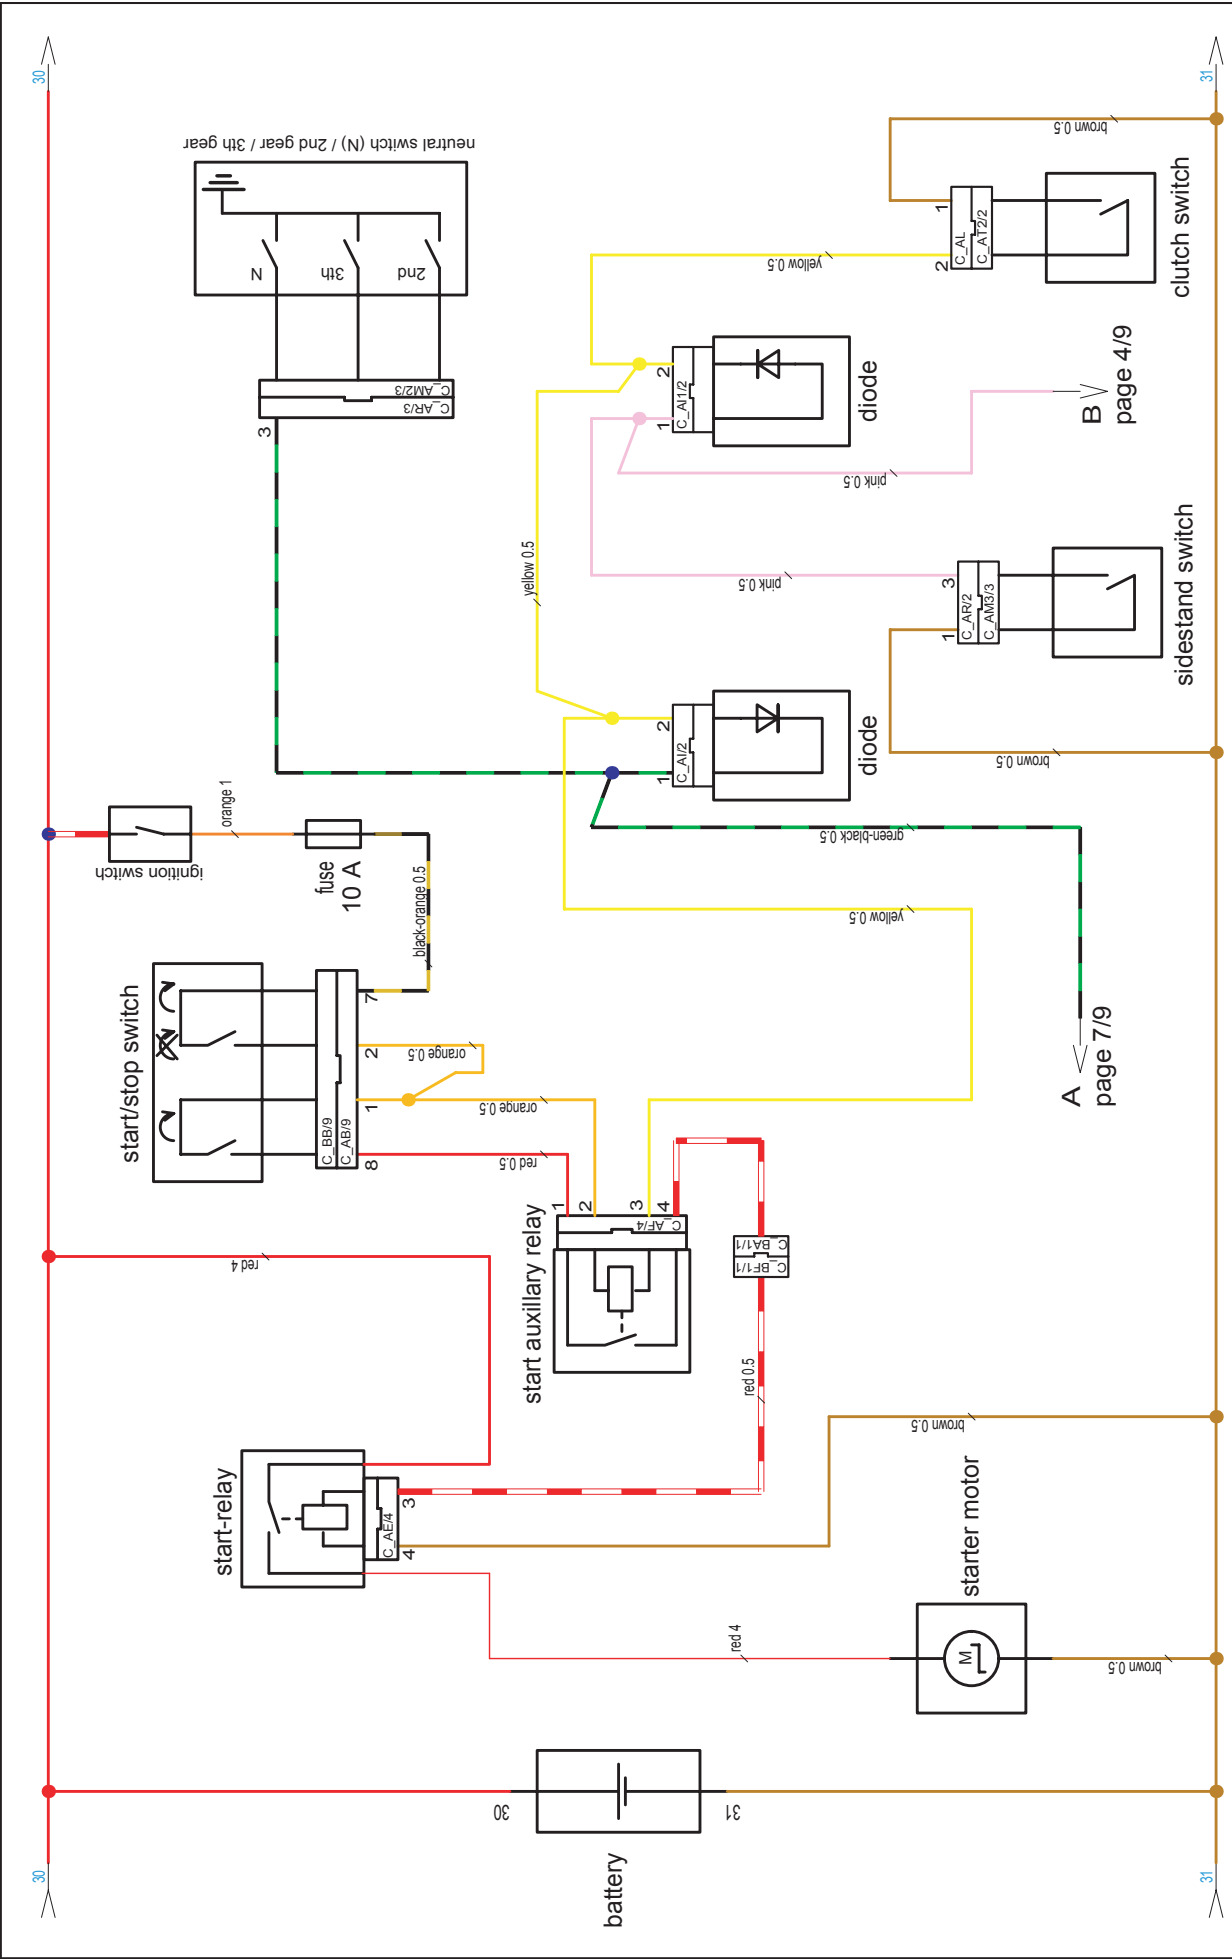 30
30
31
31
battery
30
31
start-relay
C_AE/4
4
3
red 4
red 4
starter motor
M
brown 0.5
brown 0.5
start auxillary relay
C_AF/4
1
2
3
4
C_BF1/1
C_BA1/1
red 0.5
start/stop switch
C_BB/9
C_AB/9
8
1
2
7
red 0.5
orange 0.5
orange 0.5
black-orange 0.5
ignition switch
orange 1
fuse
10 A
neutral switch (N) / 2nd gear / 3th gear
N
3th
2nd
C_AM2/3
C_AR/3
3
yellow 0.5
green-black 0.5
A
page 7/9
diode
C_AI/2
1
2
yellow 0.5
brown 0.5
sidestand switch
C_AR/2
C_AM3/3
1
3
pink 0.5
pink 0.5
B
page 4/9
diode
C_AI1/2
1
2
yellow 0.5
clutch switch
C_AL
C_AT2/2
2
1
brown 0.5